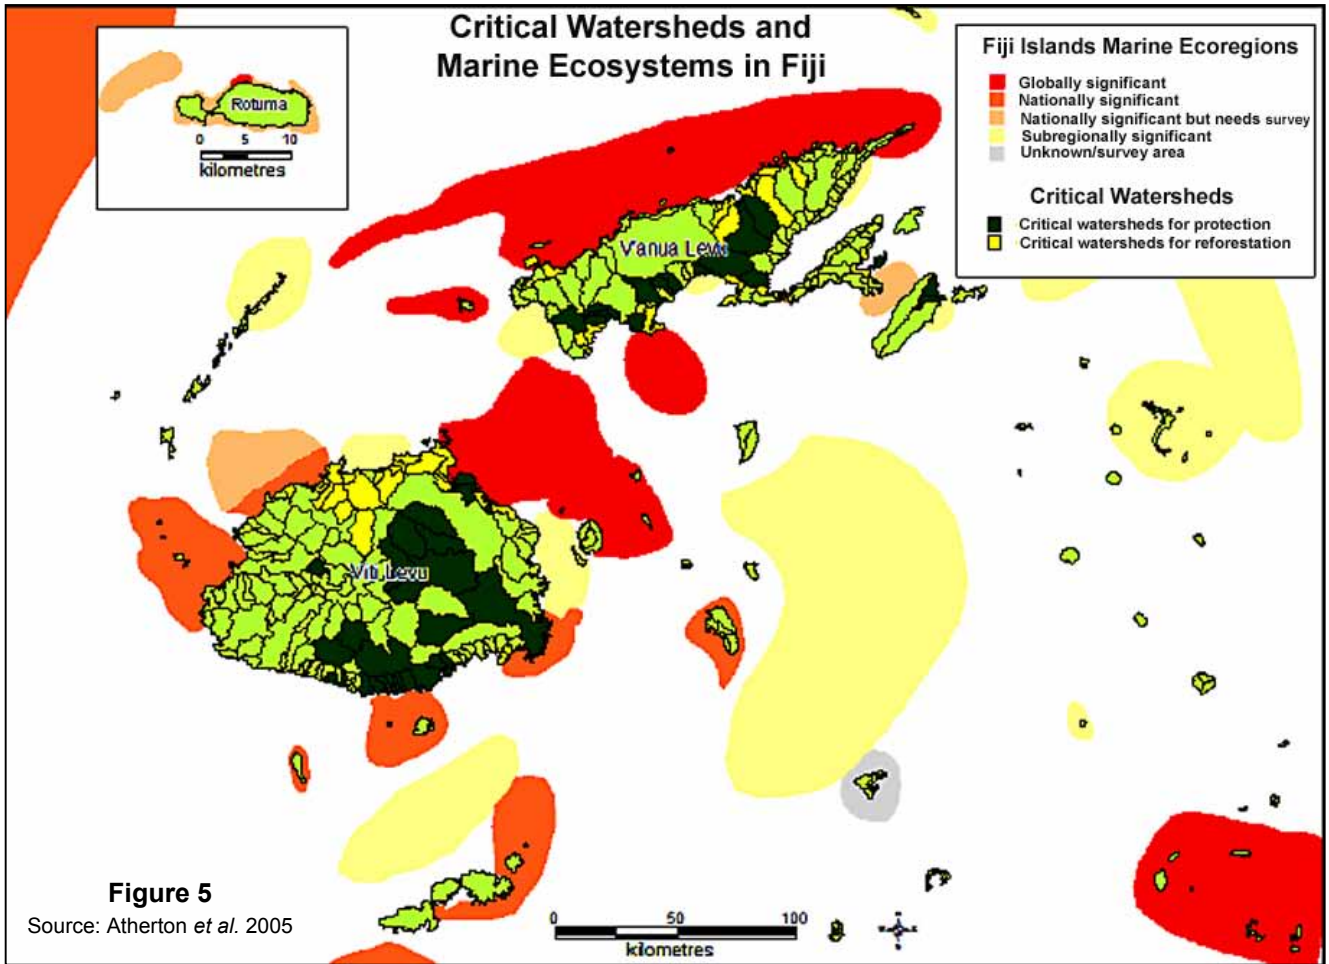 Critical Watersheds and
Marine Ecosystems in Fiji
Rotuma
0 5 10
kilometres
Fiji Islands Marine Ecoregions
Globally significant
Nationally significant
Nationally significant but needs survey
Subregionally significant
Unknown/survey area
Critical Watersheds
Critical watersheds for protection
Critical watersheds for reforestation
Vanua Levu
Viti Levu
Figure 5
Source: Atherton et al. 2005
0 50 100
kilometres